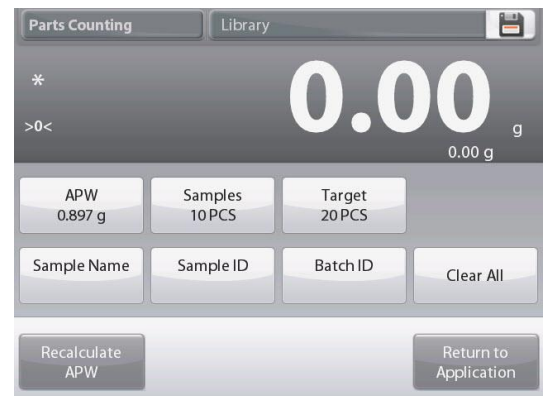 Parts Counting
Library
*
0.00
>0<
g
0.00 g
APW
0.897 g
Samples
10 PCS
Target
20 PCS
Sample Name
Sample ID
Batch ID
Clear All
Recalculate
APW
Return to
Application